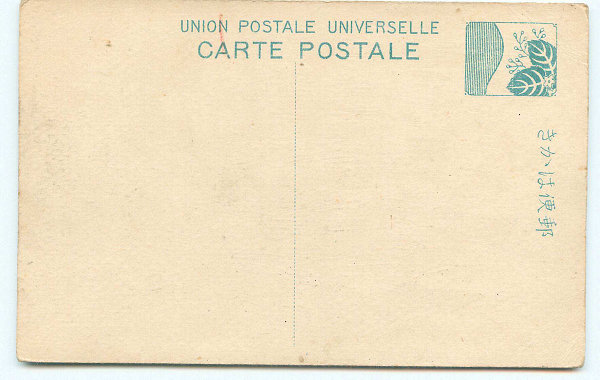 UNION POSTALE UNIVERSELLE
CARTE POSTALE
郵便はかき